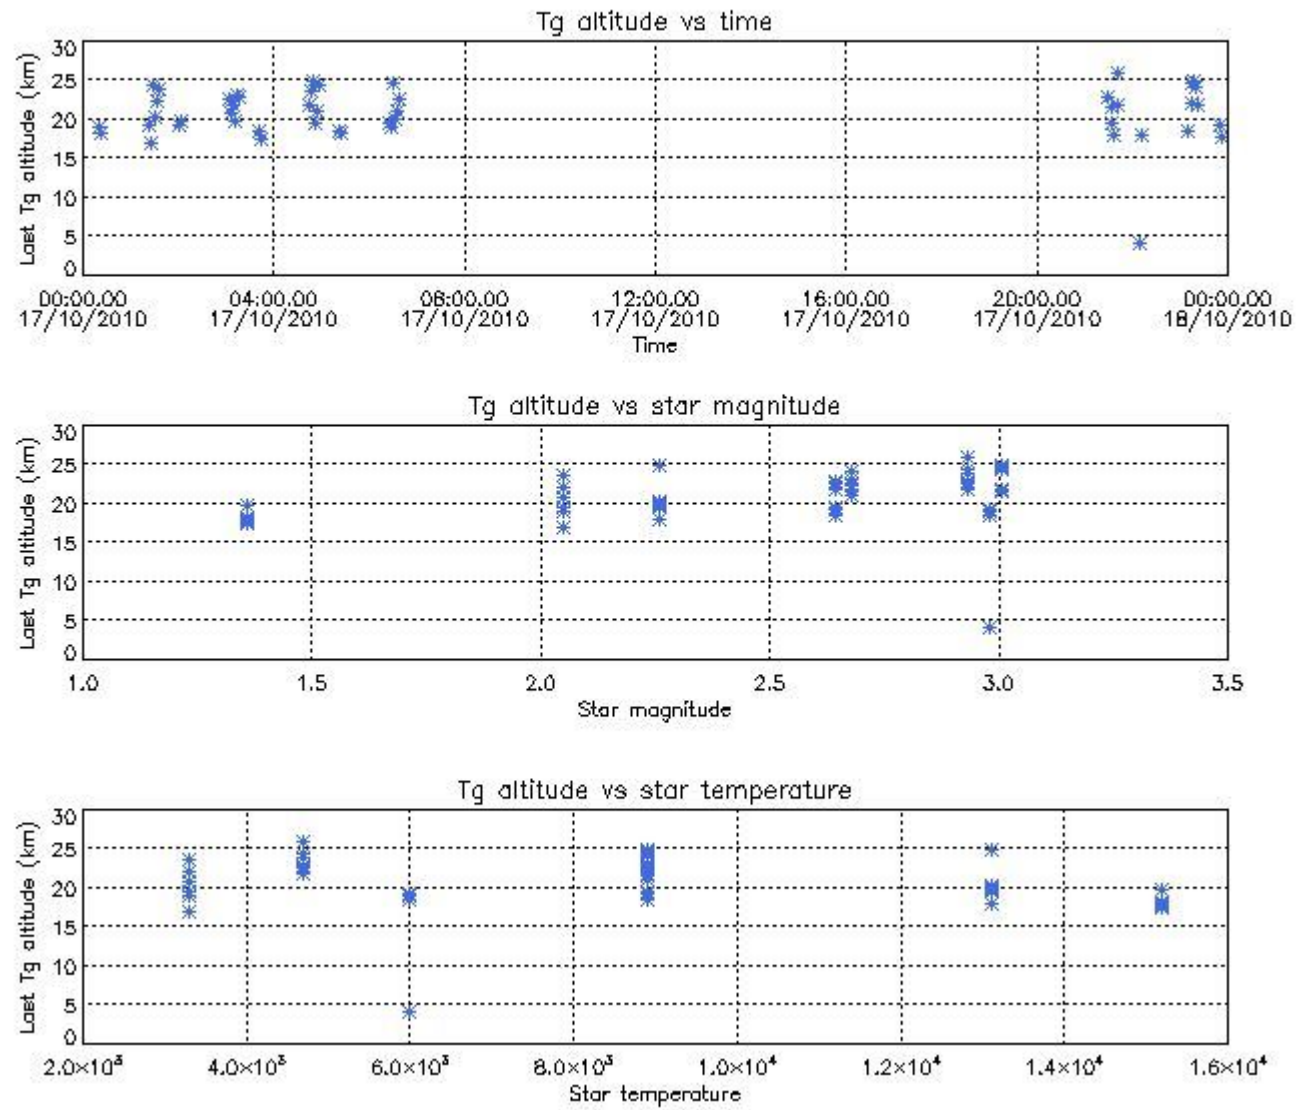 Tg altitude vs time
Last Tg altitude (km)
30
25
20
15
10
5
0
00:00.00 04:00.00 08:00.00 12:00.00 16:00.00 20:00.00 00:00.00
17/10/2010 17/10/2010 17/10/2010 17/10/2010 17/10/2010 17/10/2010 18/10/2010
Time
Tg altitude vs star magnitude
Last Tg altitude (km)
30
25
20
15
10
5
0
1.0 1.5 2.0 2.5 3.0 3.5
Star magnitude
Tg altitude vs star temperature
Last Tg altitude (km)
30
25
20
15
10
5
0
2.0×10³ 4.0×10³ 6.0×10³ 8.0×10³ 1.0×10⁴ 1.2×10⁴ 1.4×10⁴ 1.6×10⁴
Star temperature